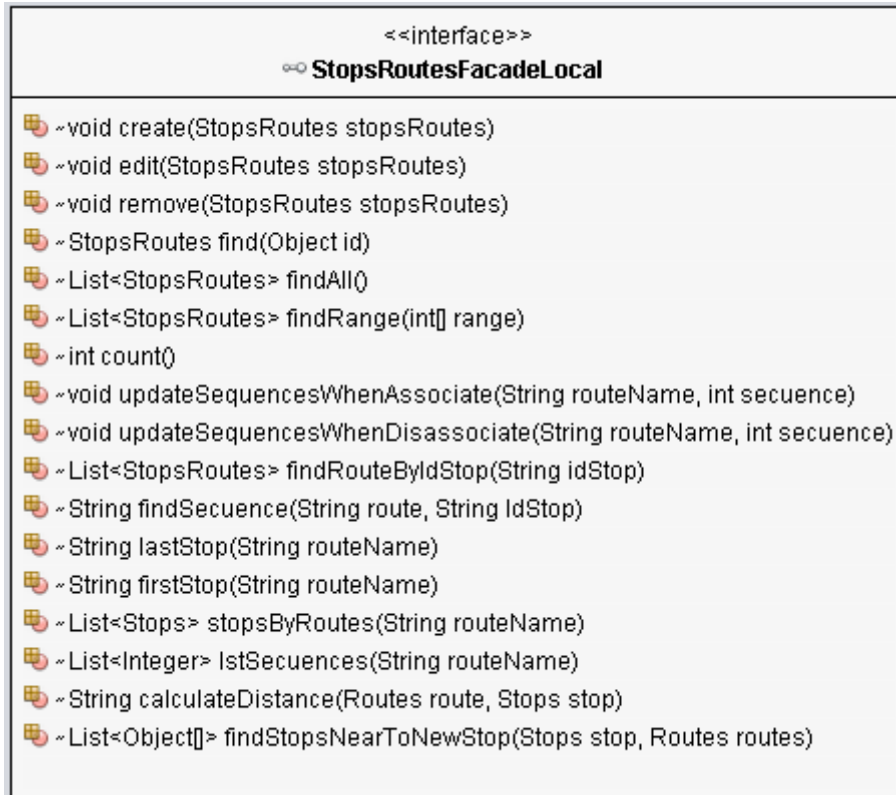 <<interface>>
StopsRoutesFacadeLocal
~void create(StopsRoutes stopsRoutes)
~void edit(StopsRoutes stopsRoutes)
~void remove(StopsRoutes stopsRoutes)
~StopsRoutes find(Object id)
~List<StopsRoutes> findAll()
~List<StopsRoutes> findRange(int[] range)
~int count()
~void updateSequencesWhenAssociate(String routeName, int secuence)
~void updateSequencesWhenDisassociate(String routeName, int secuence)
~List<StopsRoutes> findRouteByIdStop(String idStop)
~String findSecuence(String route, String IdStop)
~String lastStop(String routeName)
~String firstStop(String routeName)
~List<Stops> stopsByRoutes(String routeName)
~List<Integer> lstSecuences(String routeName)
~String calculateDistance(Routes route, Stops stop)
~List<Object[]> findStopsNearToNewStop(Stops stop, Routes routes)